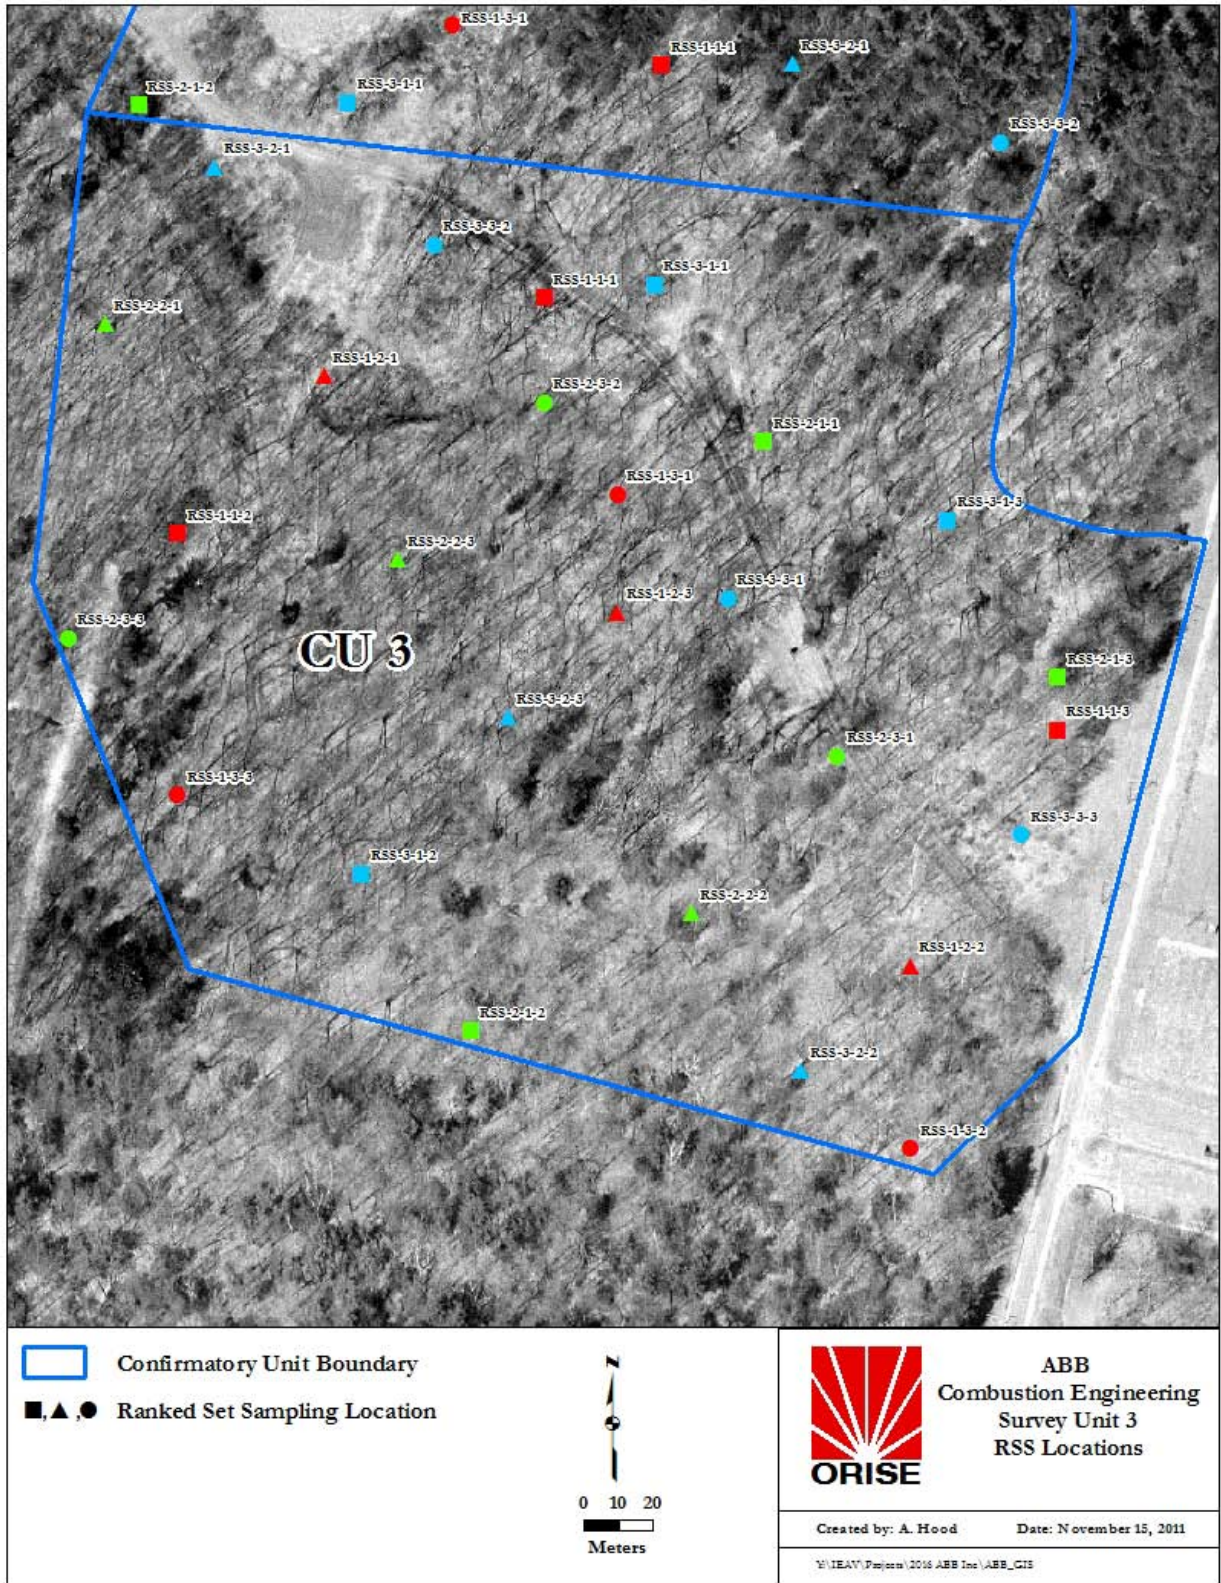 RSS-1-3-1
RSS-1-1-1
RSS-3-2-1
RSS-2-1-2
RSS-3-1-1
RSS-3-3-2
RSS-3-2-1
RSS-3-3-2
RSS-3-1-1
RSS-1-1-1
RSS-2-2-1
RSS-1-2-1
RSS-2-3-2
RSS-2-1-1
RSS-1-3-1
RSS-3-1-3
RSS-1-1-2
RSS-2-2-3
RSS-3-3-1
RSS-1-2-3
RSS-2-3-3
CU 3
RSS-2-1-3
RSS-3-2-3
RSS-1-1-3
RSS-2-3-1
RSS-1-3-3
RSS-3-3-3
RSS-3-1-2
RSS-2-2-2
RSS-1-2-2
RSS-2-1-2
RSS-3-2-2
RSS-1-3-2
Confirmatory Unit Boundary
Ranked Set Sampling Location
N
0 10 20
Meters
ORISE
ABB
Combustion Engineering
Survey Unit 3
RSS Locations
Created by: A. Hood Date: November 15, 2011
Y:\IEAV\Projects\2016 ABB Inc\ABB_GIS